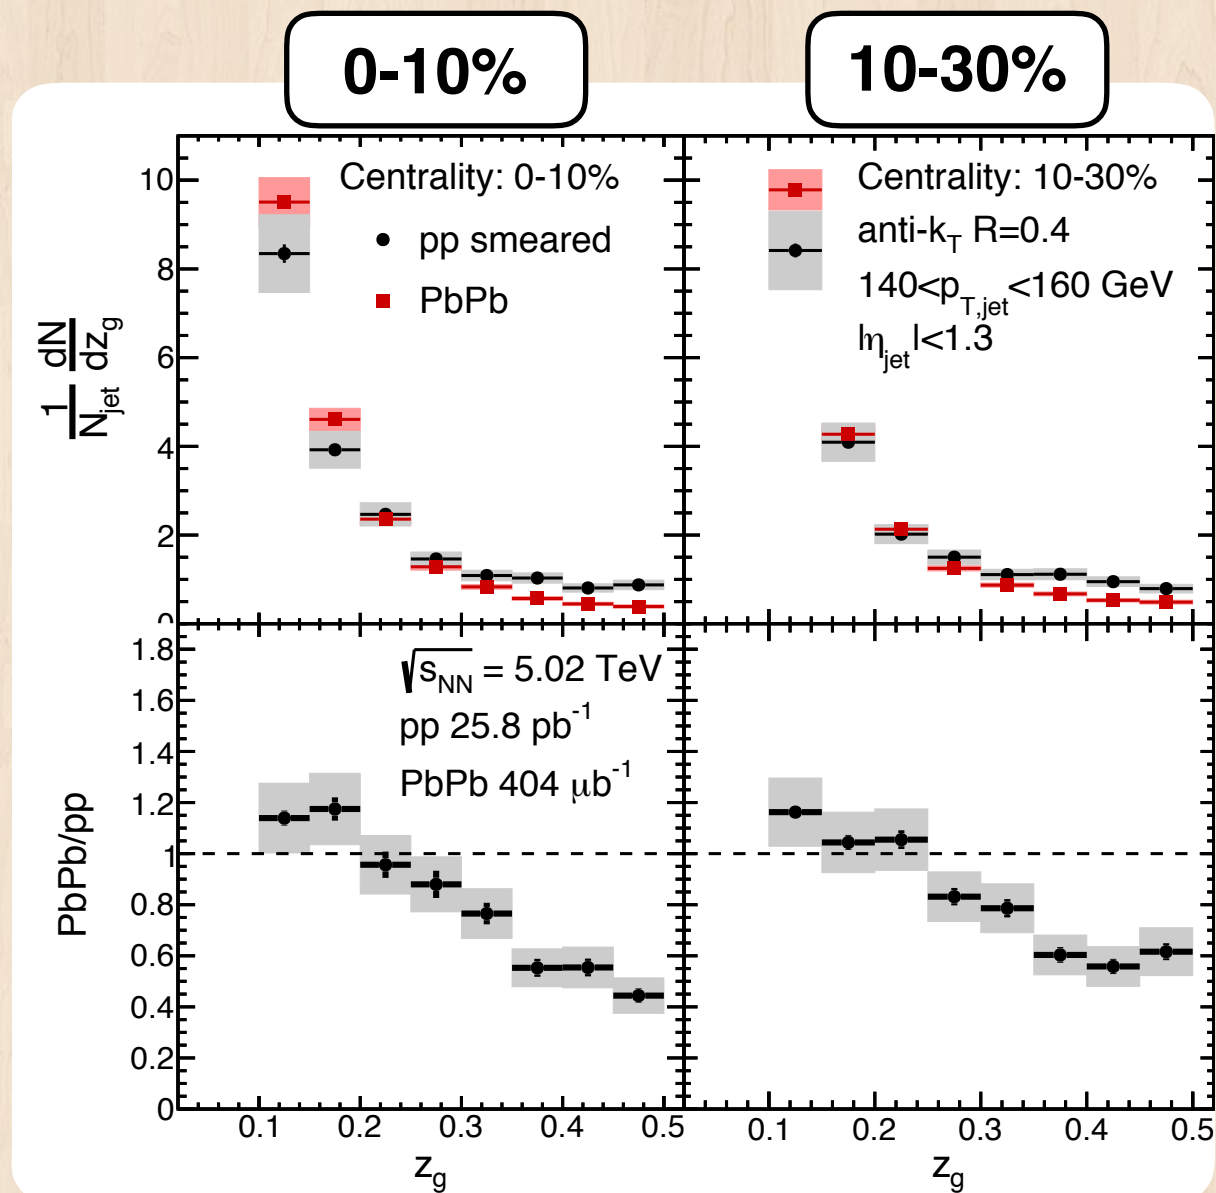 0-10%
10-30%
Centrality: 0-10%
pp smeared
PbPb
Centrality: 10-30%
anti-k_T R=0.4
140<p_T,jet<160 GeV
|η_jet|<1.3
1/N_jet dN/dz_g
10
8
6
4
2
0
√s_NN = 5.02 TeV
pp 25.8 pb⁻¹
PbPb 404 μb⁻¹
PbPb/pp
1.8
1.6
1.4
1.2
1
0.8
0.6
0.4
0.2
0
0.1 0.2 0.3 0.4 0.5
0.1 0.2 0.3 0.4 0.5
z_g
z_g